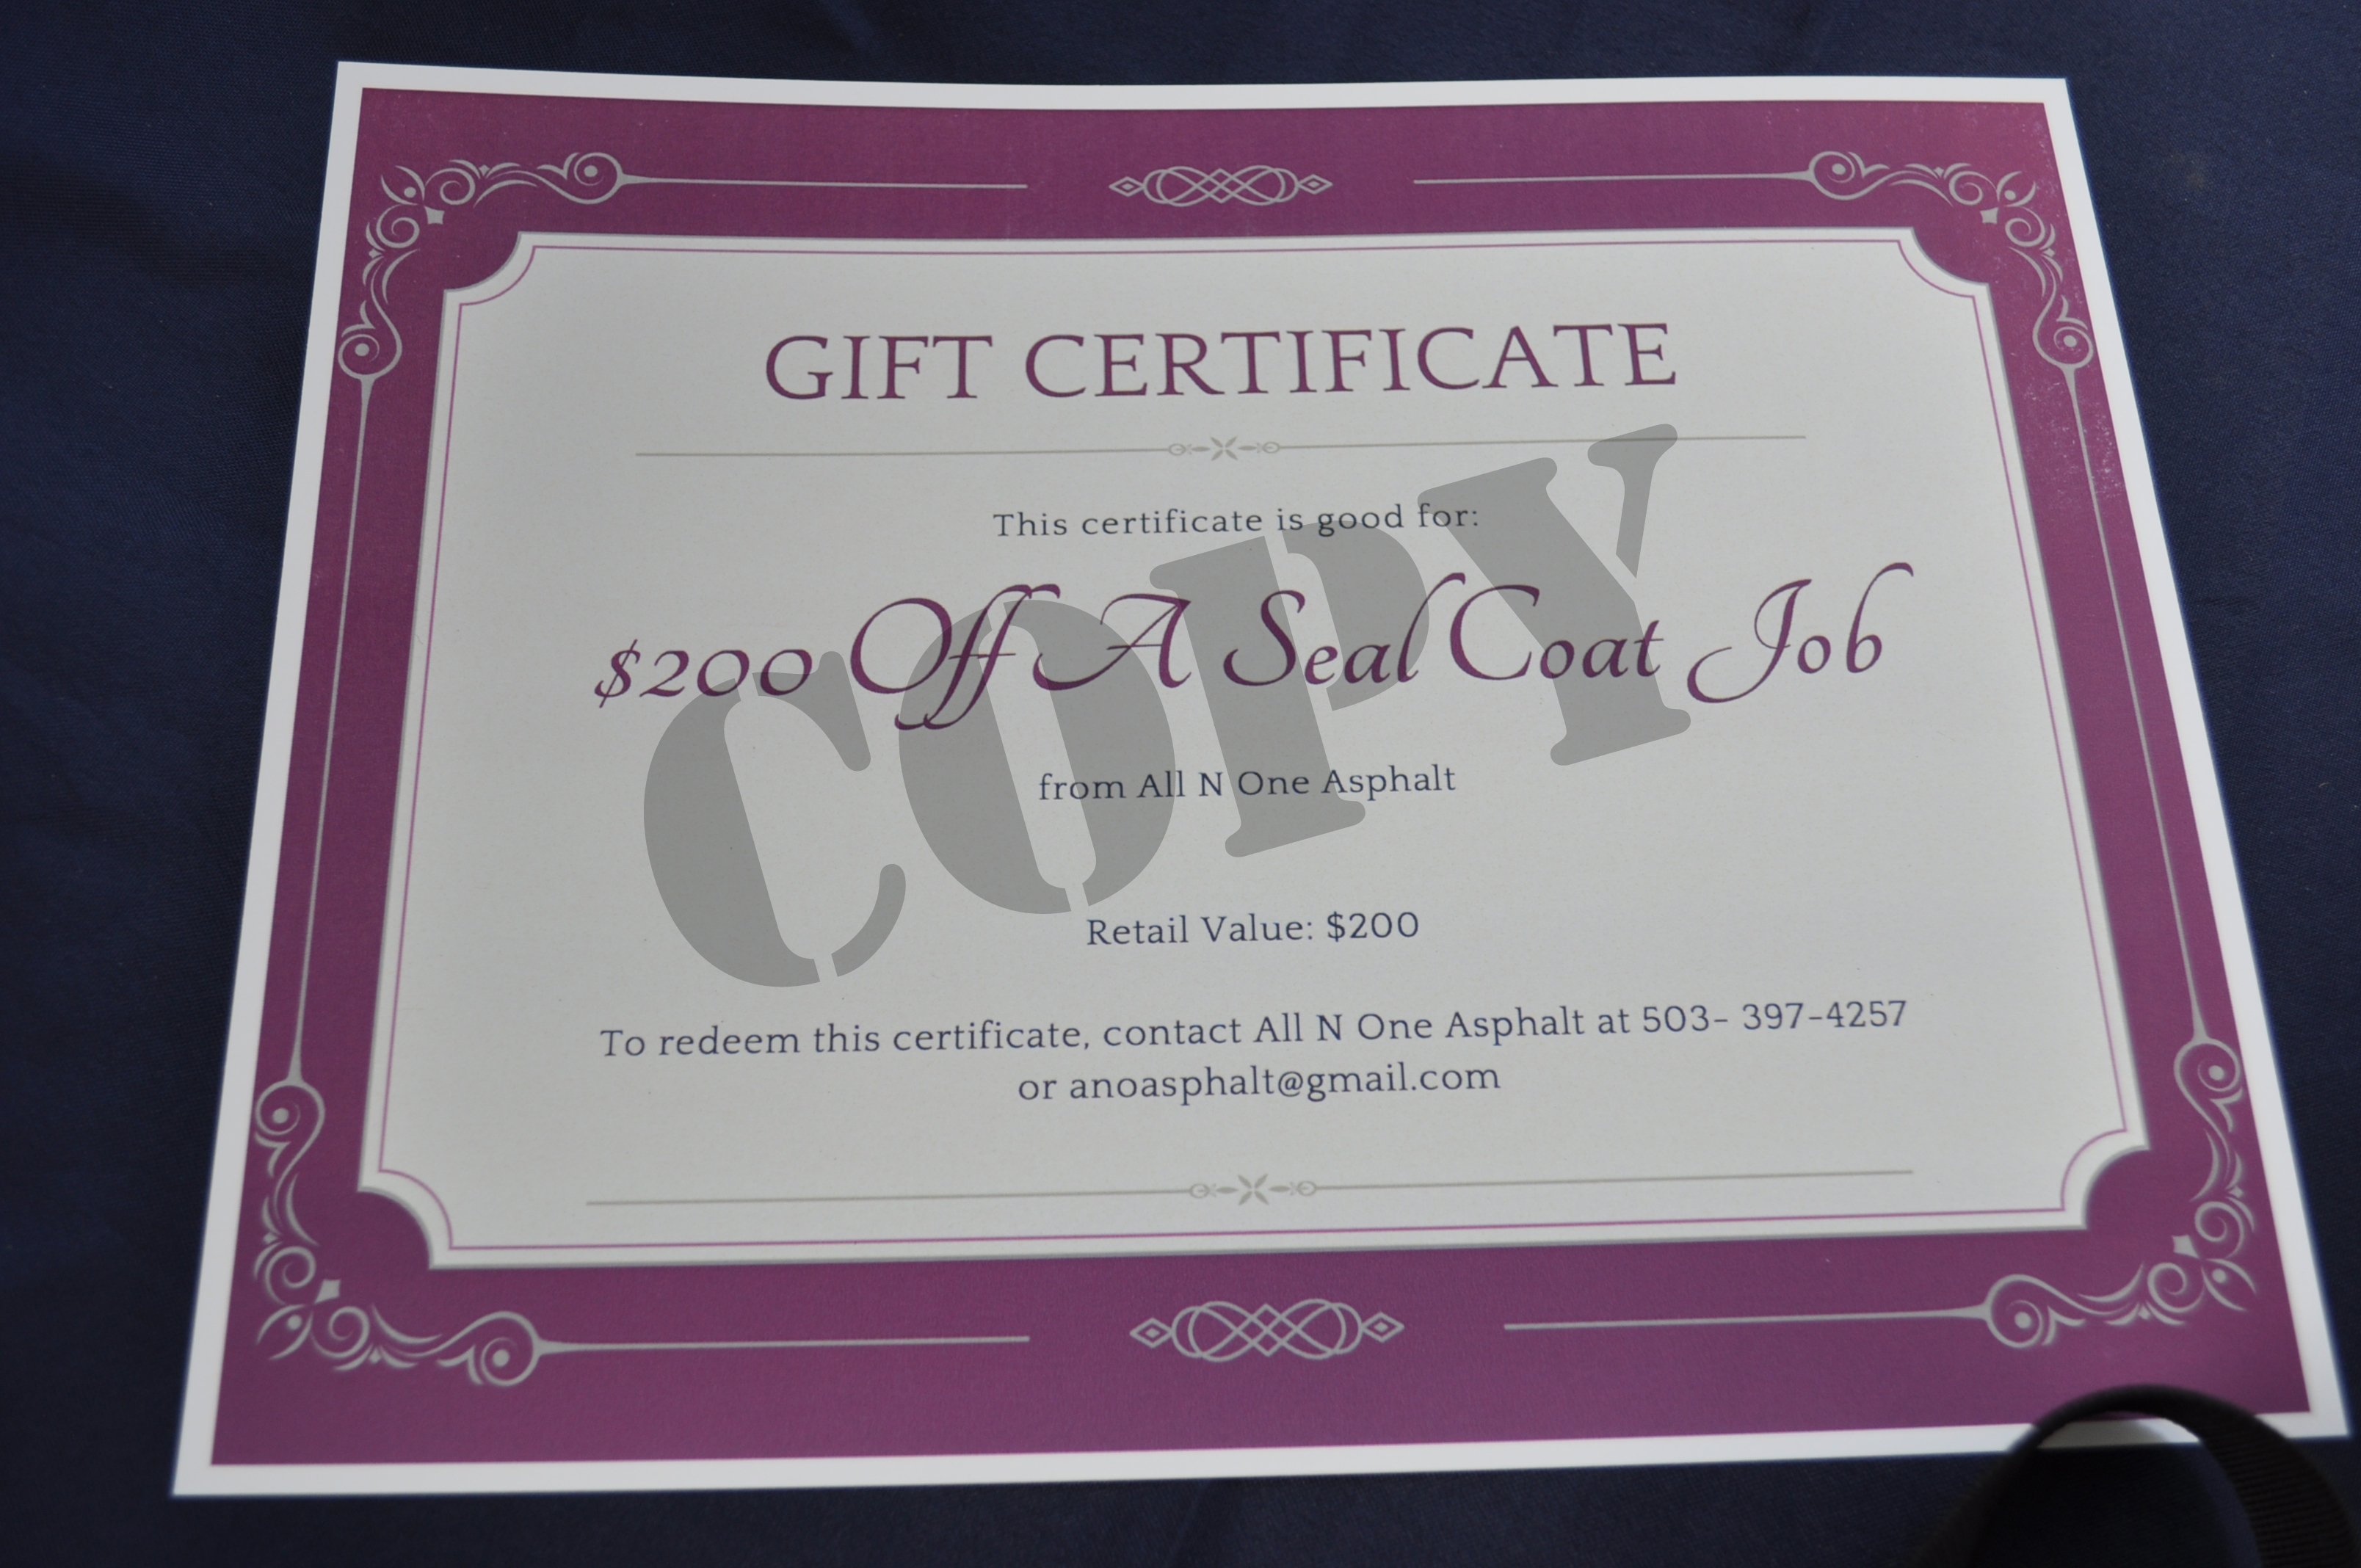 GIFT CERTIFICATE
This certificate is good for:
$200 Off A Seal Coat Job
COPY
from All N One Asphalt
Retail Value: $200
To redeem this certificate, contact All N One Asphalt at 503- 397-4257
or anoasphalt@gmail.com